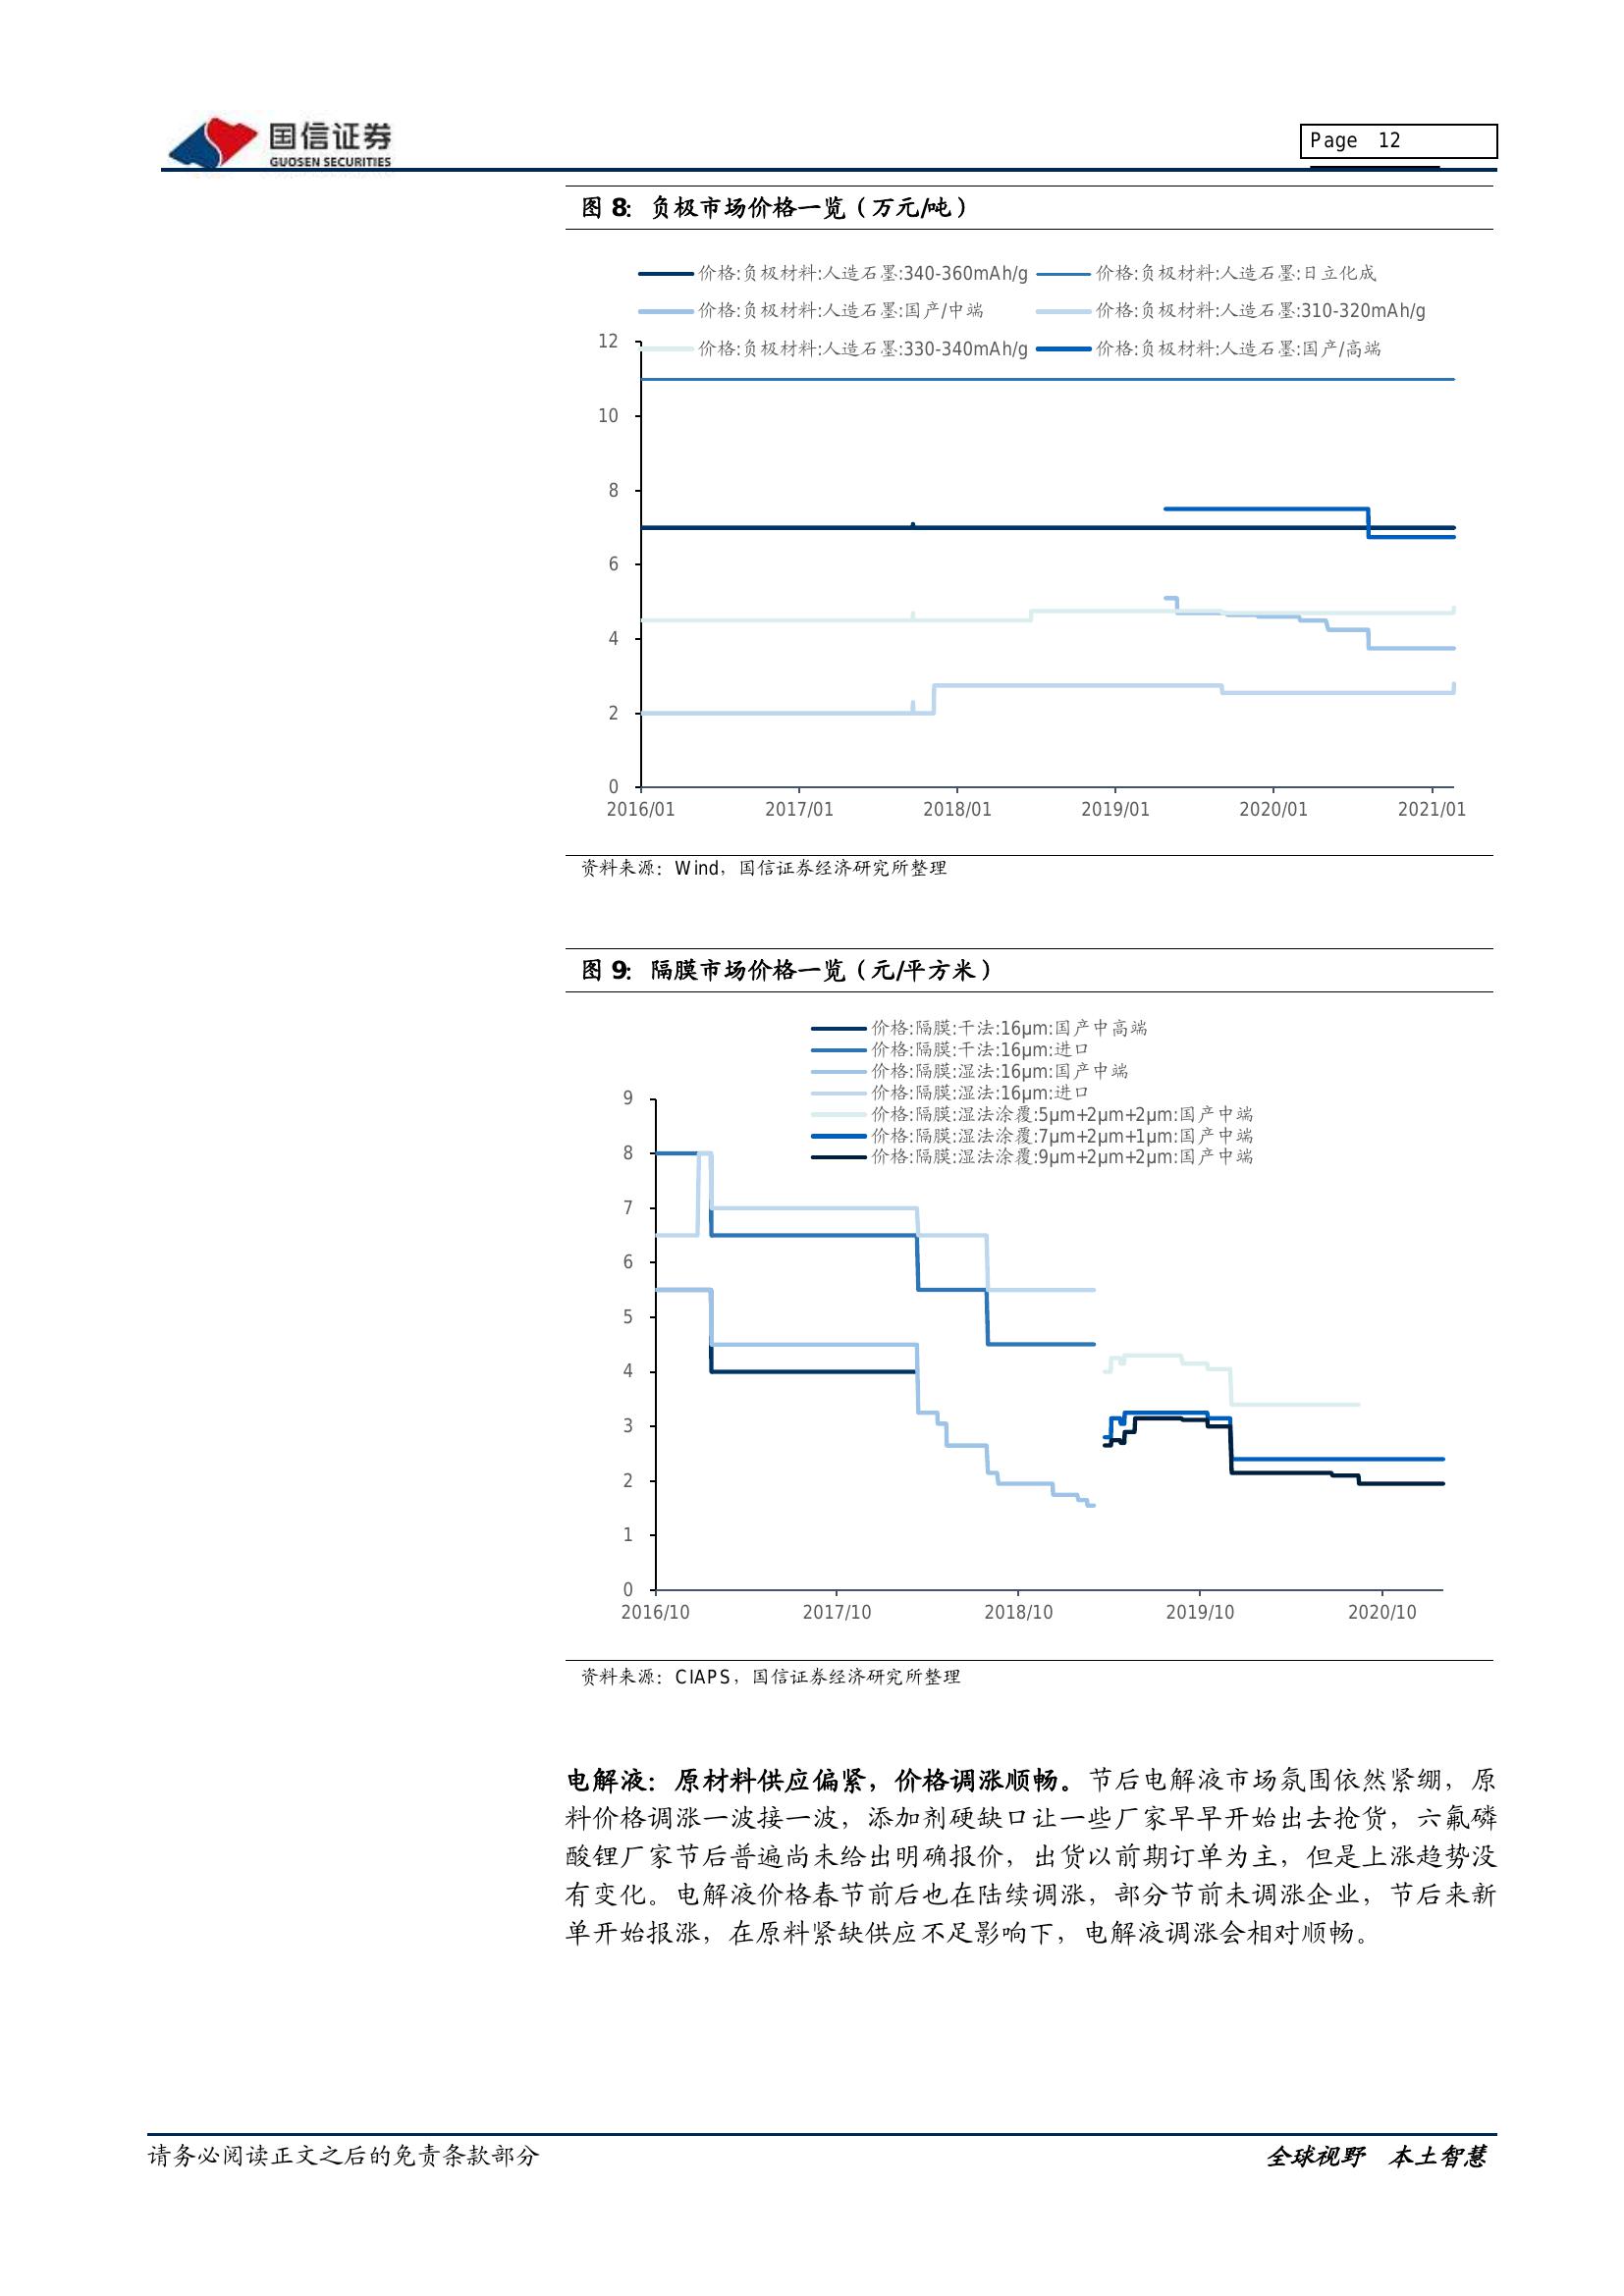 国信证券
GUOSEN SECURITIES
Page 12
图 8: 负极市场价格一览（万元/吨）
价格:负极材料:人造石墨:340-360mAh/g 价格:负极材料:人造石墨:日立化成
价格:负极材料:人造石墨:国产/中端 价格:负极材料:人造石墨:310-320mAh/g
价格:负极材料:人造石墨:330-340mAh/g 价格:负极材料:人造石墨:国产/高端
12
10
8
6
4
2
0
2016/01 2017/01 2018/01 2019/01 2020/01 2021/01
资料来源：Wind，国信证券经济研究所整理
图 9: 隔膜市场价格一览（元/平方米）
价格:隔膜:干法:16μm:国产中高端
价格:隔膜:干法:16μm:进口
价格:隔膜:湿法:16μm:国产中端
价格:隔膜:湿法:16μm:进口
价格:隔膜:湿法涂覆:5μm+2μm+2μm:国产中端
价格:隔膜:湿法涂覆:7μm+2μm+1μm:国产中端
价格:隔膜:湿法涂覆:9μm+2μm+2μm:国产中端
9
8
7
6
5
4
3
2
1
0
2016/10 2017/10 2018/10 2019/10 2020/10
资料来源：CIAPS，国信证券经济研究所整理
电解液：原材料供应偏紧，价格调涨顺畅。节后电解液市场氛围依然紧绷，原
料价格调涨一波接一波，添加剂硬缺口让一些厂家早早开始出去抢货，六氟磷
酸锂厂家节后普遍尚未给出明确报价，出货以前期订单为主，但是上涨趋势没
有变化。电解液价格春节前后也在陆续调涨，部分节前未调涨企业，节后来新
单开始报涨，在原料紧缺供应不足影响下，电解液调涨会相对顺畅。
请务必阅读正文之后的免责条款部分
全球视野 本土智慧